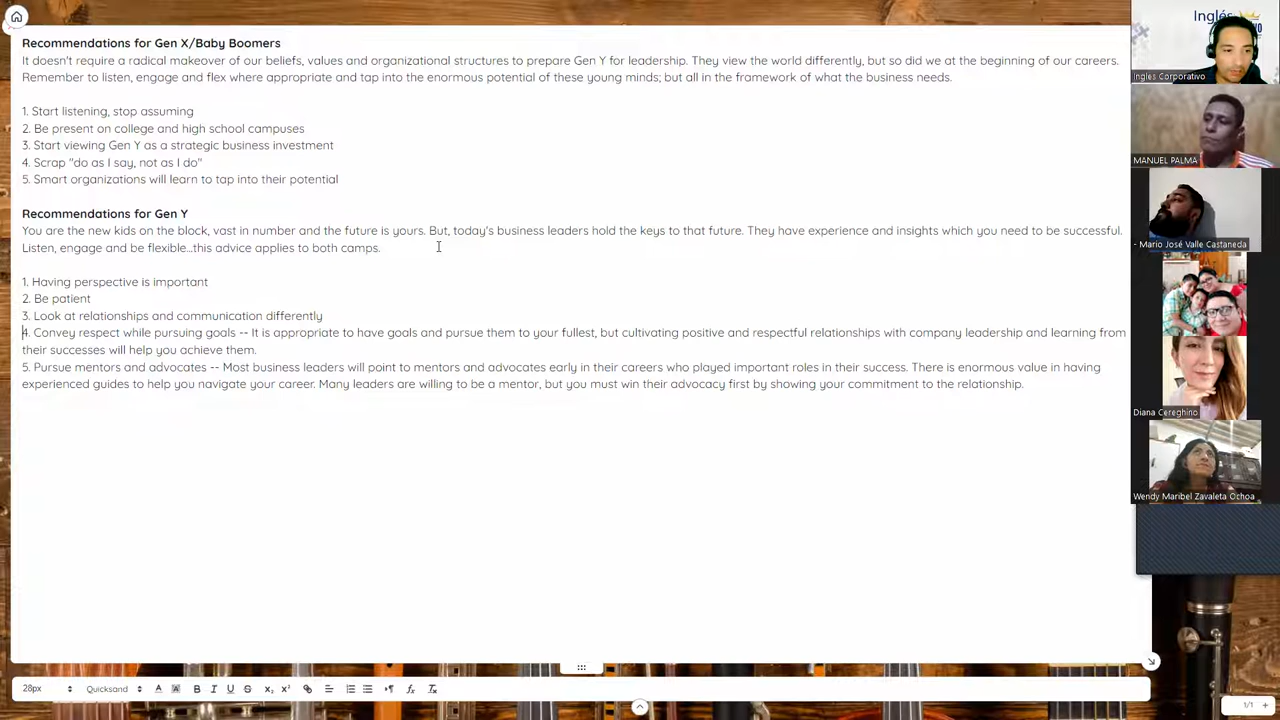 Recommendations for Gen X/Baby Boomers
It doesn't require a radical makeover of our beliefs, values and organizational structures to prepare Gen Y for leadership. They view the world differently, but so did we at the beginning of our careers.
Remember to listen, engage and flex where appropriate and tap into the enormous potential of these young minds; but all in the framework of what the business needs.
1. Start listening, stop assuming
2. Be present on college and high school campuses
3. Start viewing Gen Y as a strategic business investment
4. Scrap "do as I say, not as I do"
5. Smart organizations will learn to tap into their potential
Recommendations for Gen Y
You are the new kids on the block, vast in number and the future is yours. But, today's business leaders hold the keys to that future. They have experience and insights which you need to be successful.
Listen, engage and be flexible...this advice applies to both camps.
1. Having perspective is important
2. Be patient
3. Look at relationships and communication differently
4. Convey respect while pursuing goals -- It is appropriate to have goals and pursue them to your fullest, but cultivating positive and respectful relationships with company leadership and learning from
their successes will help you achieve them.
5. Pursue mentors and advocates -- Most business leaders will point to mentors and advocates early in their careers who played important roles in their success. There is enormous value in having
experienced guides to help you navigate your career. Many leaders are willing to be a mentor, but you must win their advocacy first by showing your commitment to the relationship.
Inglés
Ingles Corporativo
MANUEL PALMA
- Mario José Valle Castaneda
Diana Cereghino
Wendy Maribel Zavaleta Ochoa
28px
Quicksand
A A B I U S x₂ x² fx Tx
1/1 +